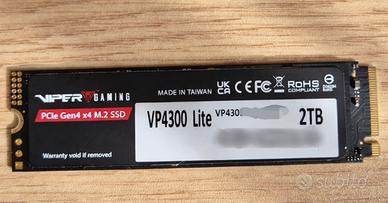 VIPER GAMING
PCIe Gen4 x4 M.2 SSD
Warranty void if removed
MADE IN TAIWAN
UK CA CE FC RoHS
COMPLIANT
VP4300 Lite VP430
2TB
subito